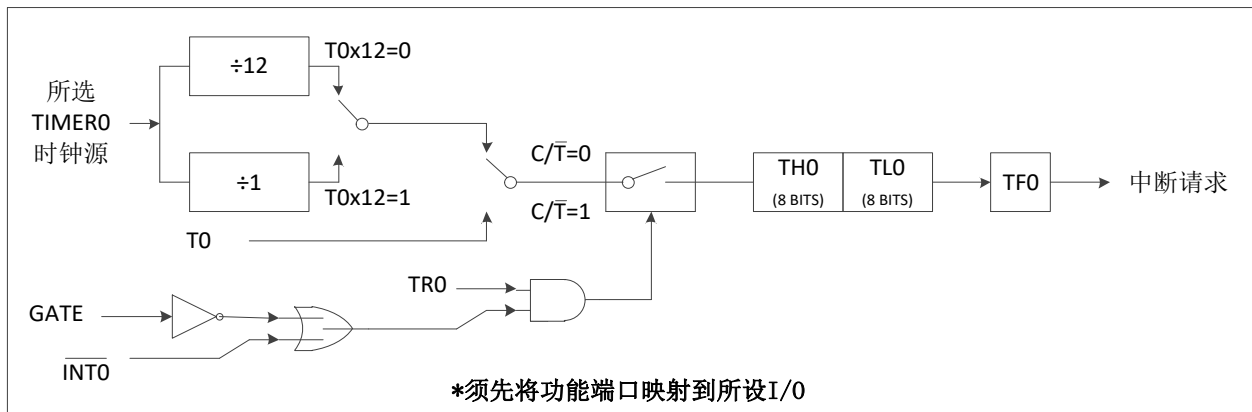 ÷12
T0x12=0
所选
TIMER0
时钟源
÷1
T0x12=1
T0
C/T̅=0
C/T̅=1
TH0
(8 BITS)
TL0
(8 BITS)
TF0
中断请求
TR0
GATE
I̅N̅T̅0̅
*须先将功能端口映射到所设I/0